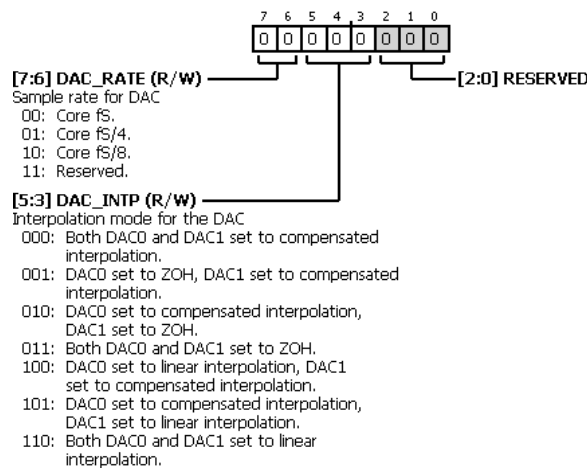 7 6 5 4 3 2 1 0
0 0 0 0 0 0 0 0
[7:6] DAC_RATE (R/W)
[2:0] RESERVED
Sample rate for DAC
00: Core fS.
01: Core fS/4.
10: Core fS/8.
11: Reserved.
[5:3] DAC_INTP (R/W)
Interpolation mode for the DAC
000: Both DAC0 and DAC1 set to compensated
interpolation.
001: DAC0 set to ZOH, DAC1 set to compensated
interpolation.
010: DAC0 set to compensated interpolation,
DAC1 set to ZOH.
011: Both DAC0 and DAC1 set to ZOH.
100: DAC0 set to linear interpolation, DAC1
set to compensated interpolation.
101: DAC0 set to compensated interpolation,
DAC1 set to linear interpolation.
110: Both DAC0 and DAC1 set to linear
interpolation.